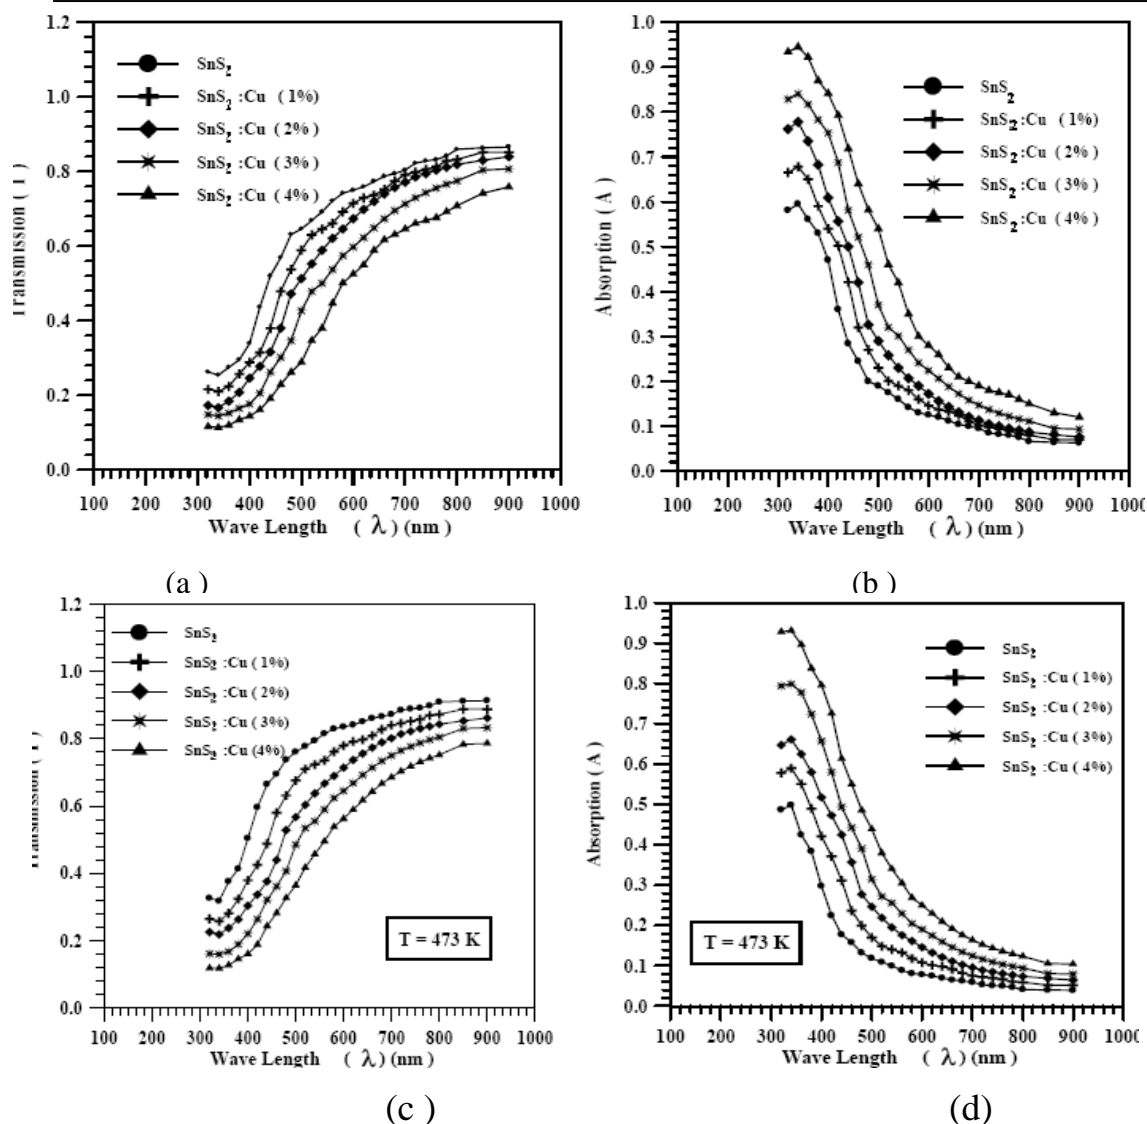 1.2
1.0
0.8
0.6
0.4
0.2
0.0
Transmission ( T )
SnS2
SnS2 :Cu ( 1%)
SnS2 :Cu ( 2%)
SnS2 :Cu ( 3%)
SnS2 :Cu ( 4%)
100 200 300 400 500 600 700 800 900 1000
Wave Length ( λ ) (nm )
(a )
1.0
0.9
0.8
0.7
0.6
0.5
0.4
0.3
0.2
0.1
0.0
Absorption ( A )
SnS2
SnS2 :Cu ( 1%)
SnS2 :Cu ( 2%)
SnS2 :Cu ( 3%)
SnS2 :Cu ( 4%)
100 200 300 400 500 600 700 800 900 1000
Wave Length ( λ ) (nm )
(b )
1.2
1.0
0.8
0.6
0.4
0.2
0.0
Transmission ( T )
SnS2
SnS2 :Cu ( 1%)
SnS2 :Cu ( 2%)
SnS2 :Cu ( 3%)
SnS2 :Cu ( 4%)
T = 473 K
100 200 300 400 500 600 700 800 900 1000
Wave Length ( λ ) (nm )
(c )
1.0
0.9
0.8
0.7
0.6
0.5
0.4
0.3
0.2
0.1
0.0
Absorption ( A )
SnS2
SnS2 :Cu ( 1%)
SnS2 :Cu ( 2%)
SnS2 :Cu ( 3%)
SnS2 :Cu ( 4%)
T = 473 K
100 200 300 400 500 600 700 800 900 1000
Wave Length ( λ ) (nm )
(d)